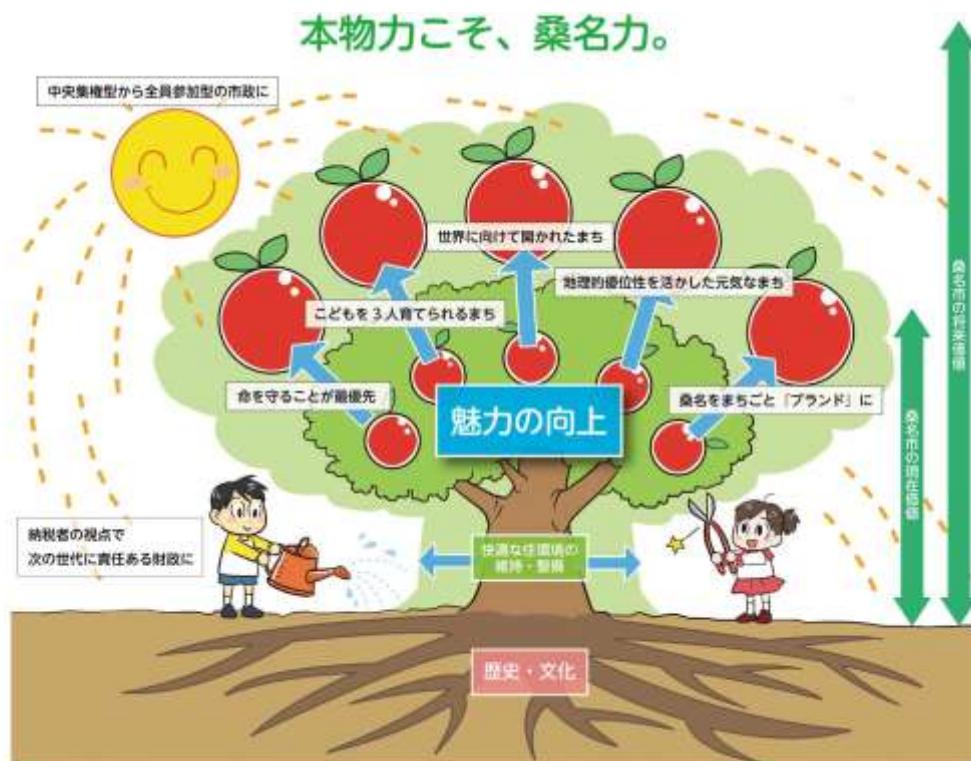 本物力こそ、桑名力。
中央集権型から全員参加型の市政に
世界に向けて開かれたまち
地理的優位性を活かした元気なまち
こどもを3人育てられるまち
命を守ることが最優先
魅力の向上
桑名をまちごと「ブランド」に
桑名市の将来価値
桑名市の現在価値
納税者の視点で
次の世代に責任ある財政に
快適な住環境の
維持・整備
歴史・文化